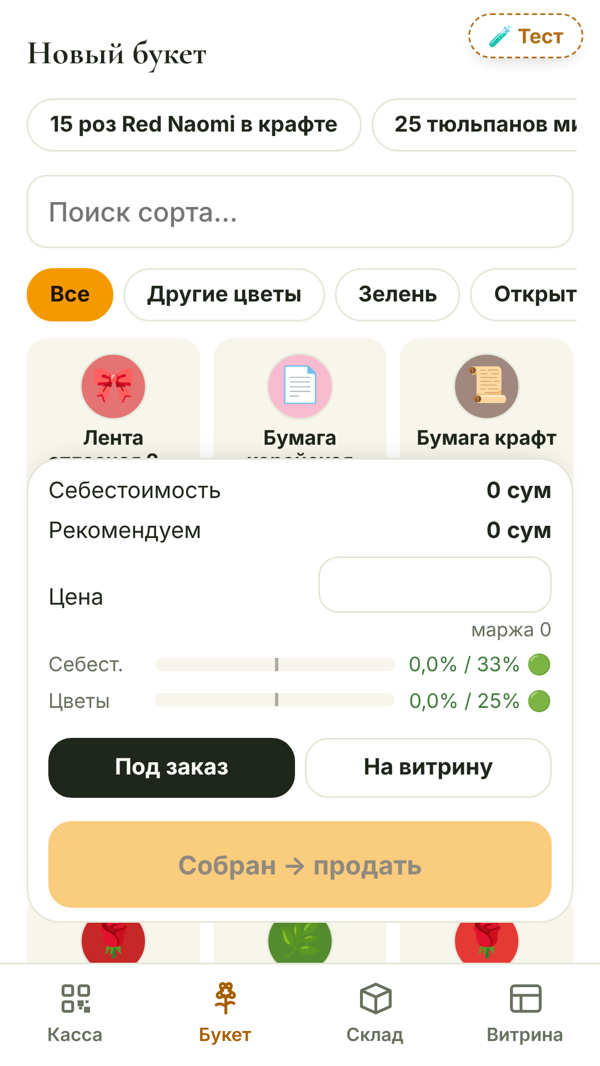 Новый букет
🧪 Тест
15 роз Red Naomi в крафте
25 тюльпанов
Поиск сорта...
Все
Другие цветы
Зелень
Лента
Бумага
Бумага крафт
Себестоимость
0 сум
Рекомендуем
0 сум
Цена
маржа 0
Себест.
0,0% / 33%
Цветы
0,0% / 25%
Под заказ
На витрину
Собран → продать
Касса
Букет
Склад
Витрина